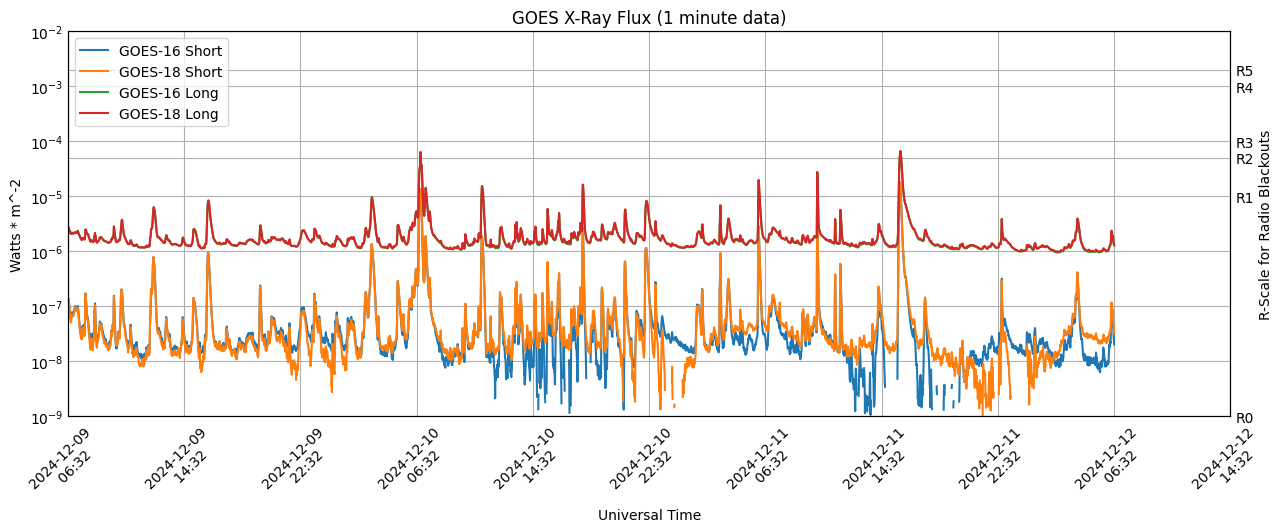 GOES X-Ray Flux (1 minute data)
GOES-16 Short
GOES-18 Short
GOES-16 Long
GOES-18 Long
10^-2
10^-3
10^-4
10^-5
10^-6
10^-7
10^-8
10^-9
Watts * m^-2
R5
R4
R3
R2
R1
R0
R-Scale for Radio Blackouts
2024-12-09
06:32
2024-12-09
14:32
2024-12-09
22:32
2024-12-10
06:32
2024-12-10
14:32
2024-12-10
22:32
2024-12-11
06:32
2024-12-11
14:32
2024-12-11
22:32
2024-12-12
06:32
2024-12-12
14:32
Universal Time